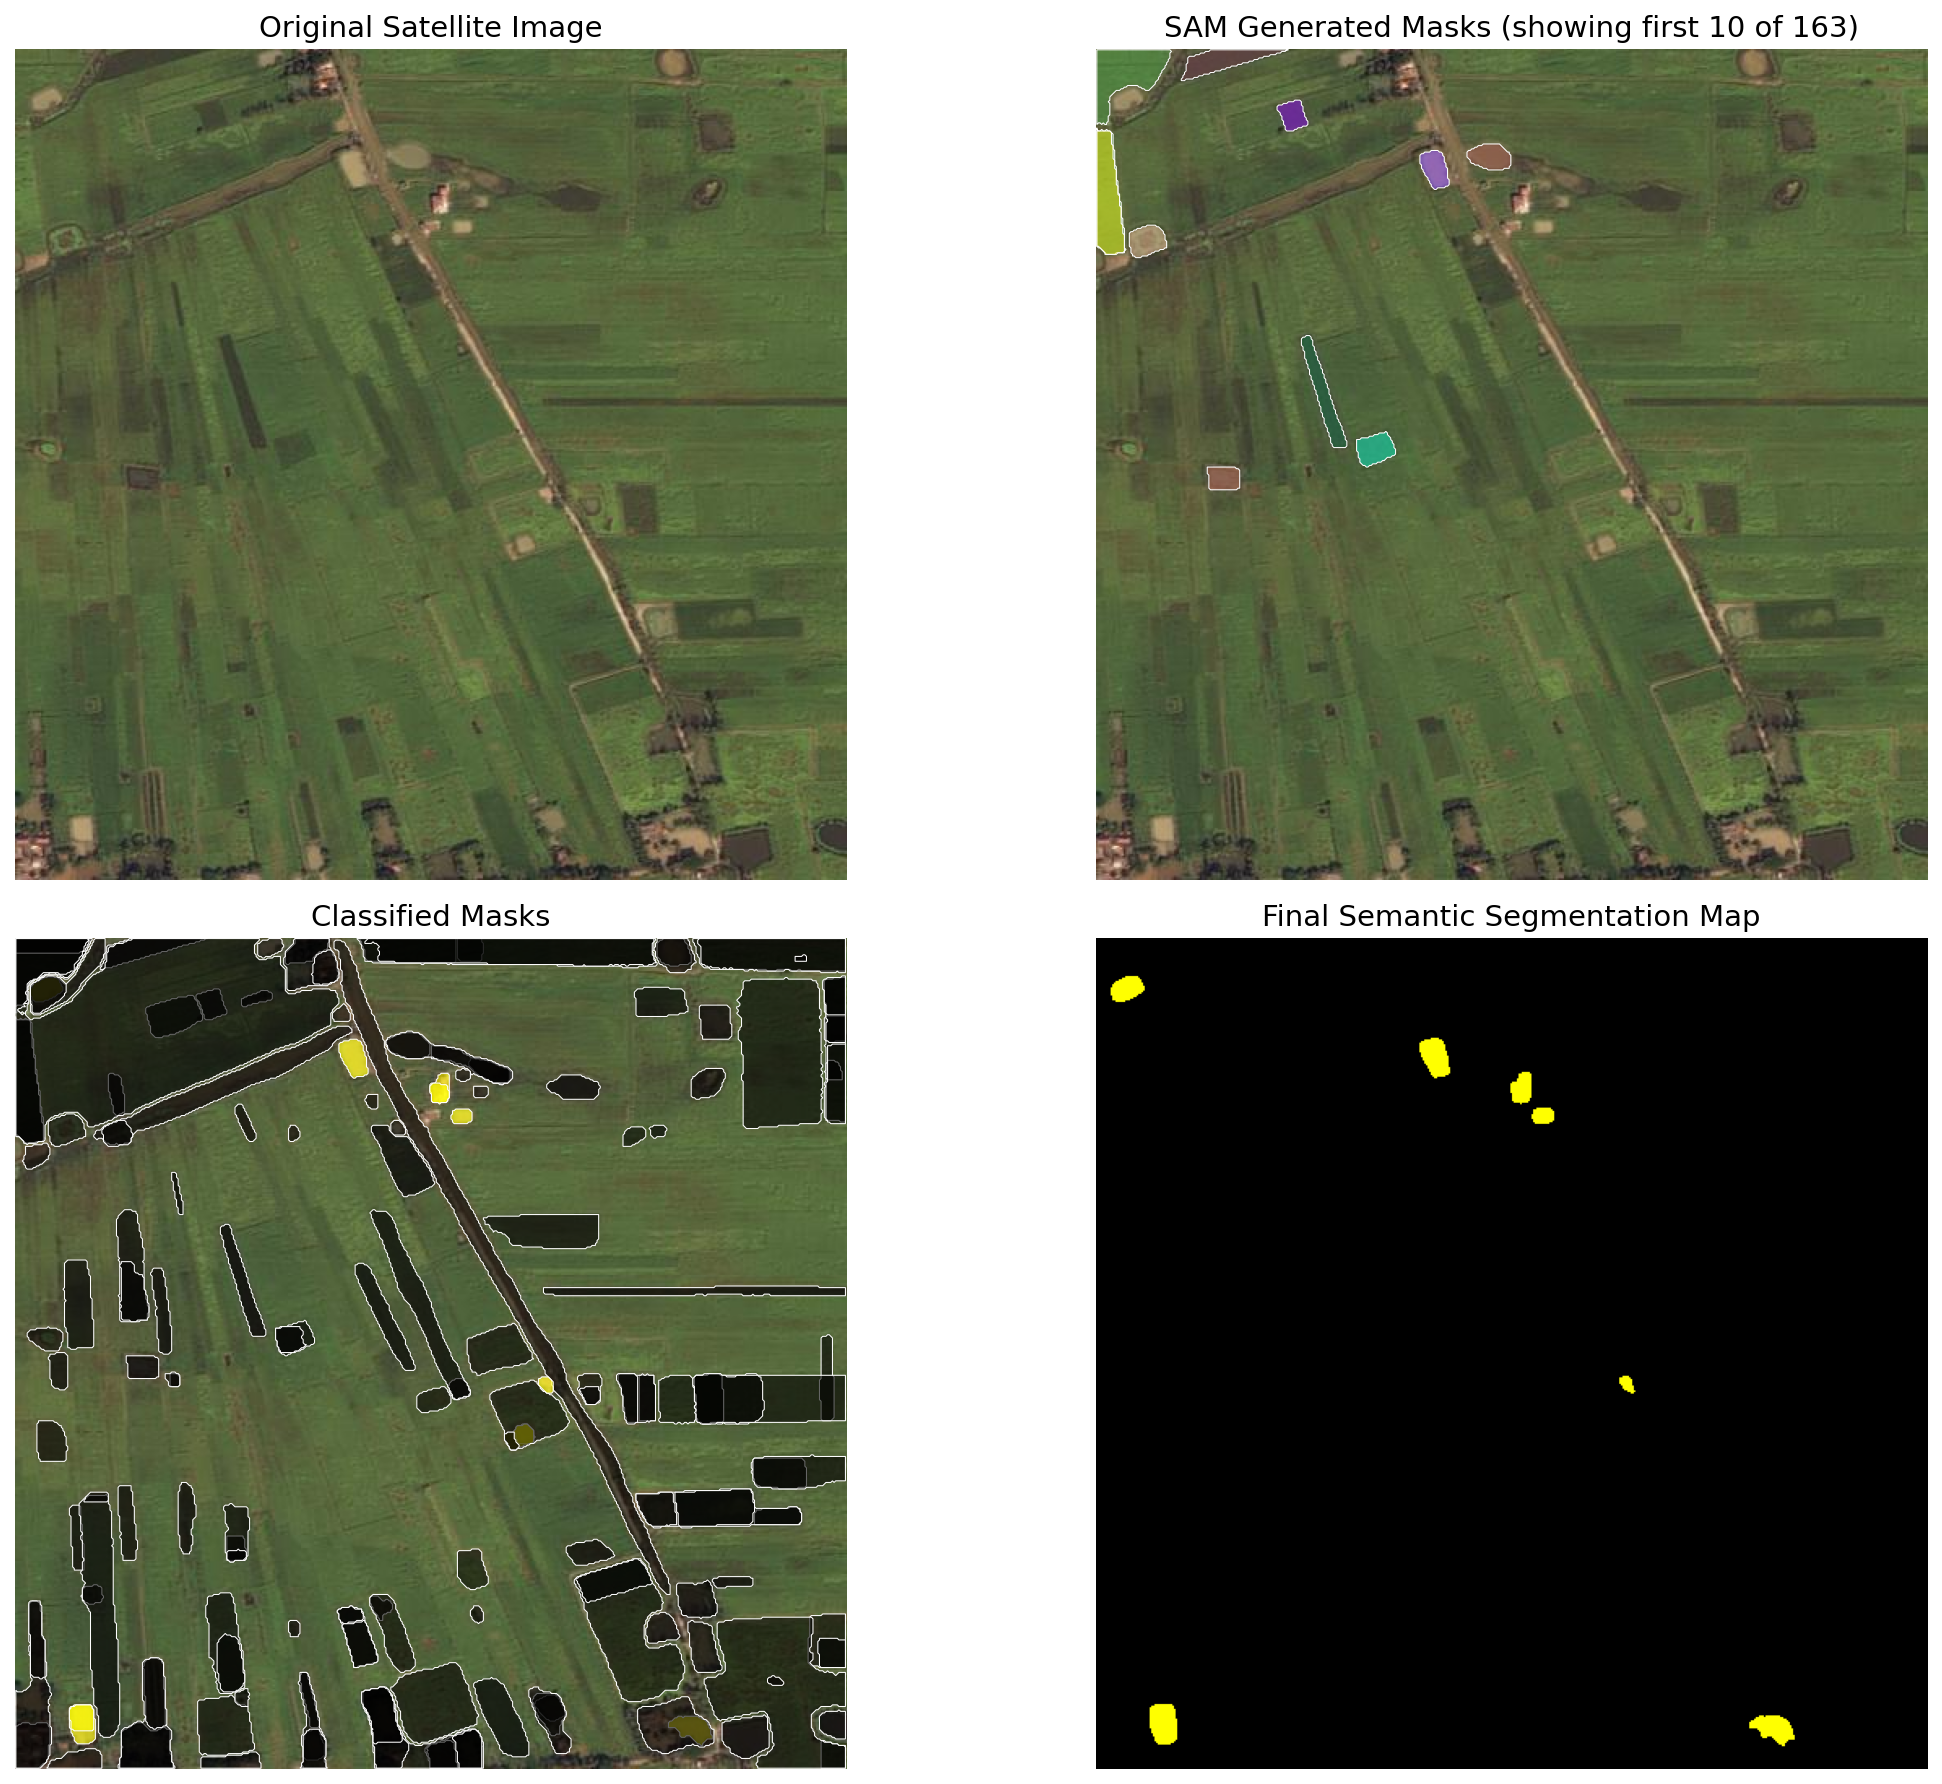 Original Satellite Image
SAM Generated Masks (showing first 10 of 163)
Classified Masks
Final Semantic Segmentation Map